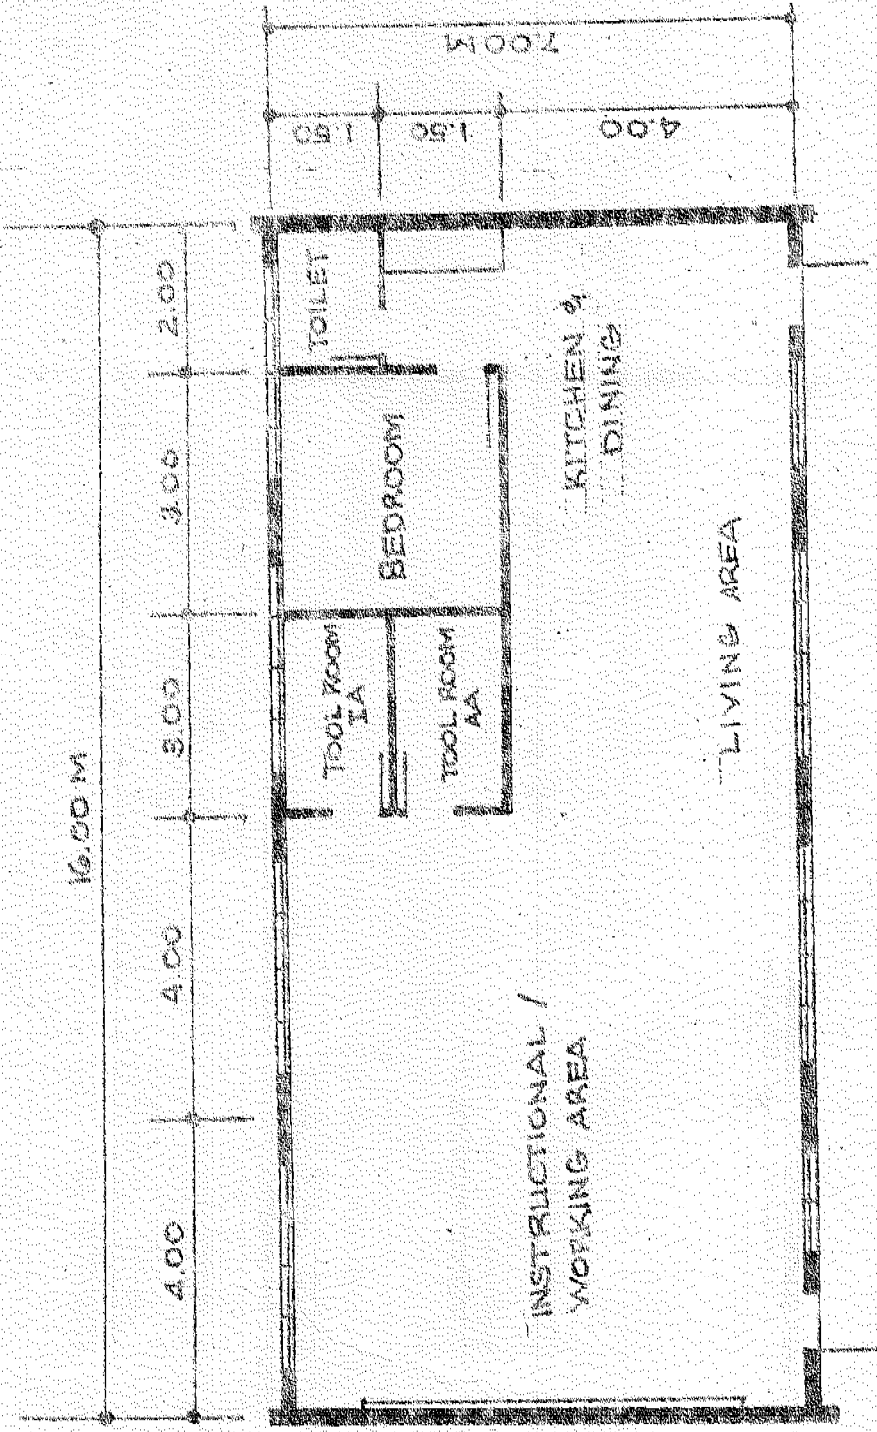 16.00 M
4.00
4.00
3.00
3.00
2.00
7.00 M
1.50
1.50
4.00
TOILET
BEDROOM
TOOL ROOM
IA
TOOL ROOM
AA
KITCHEN &
DINING
LIVING AREA
INSTRUCTIONAL /
WORKING AREA